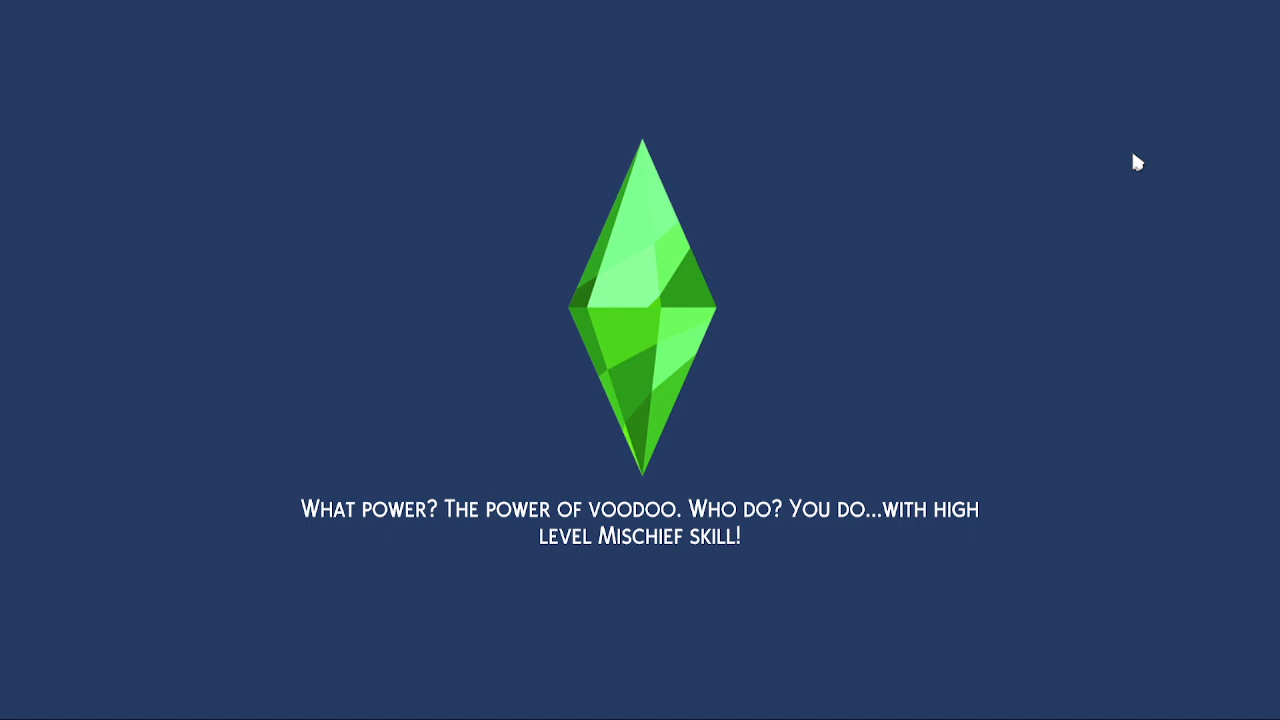 What power? The power of voodoo. Who do? You do...with high
level Mischief skill!